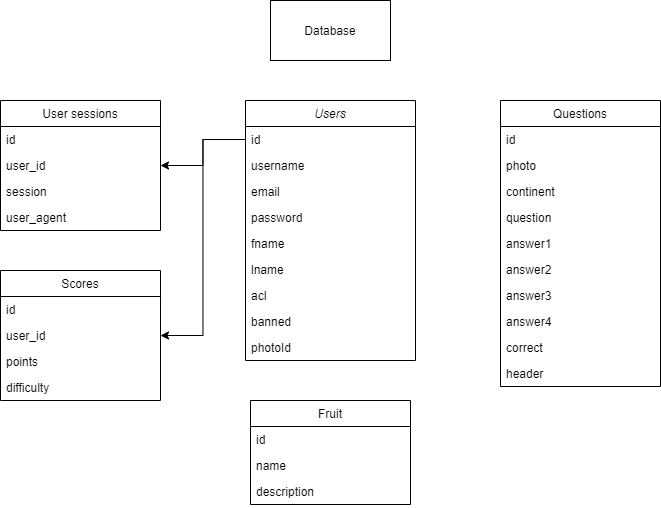 Database
User sessions
id
user_id
session
user_agent
Users
id
username
email
password
fname
lname
acl
banned
photoId
Questions
id
photo
continent
question
answer1
answer2
answer3
answer4
correct
header
Scores
id
user_id
points
difficulty
Fruit
id
name
description